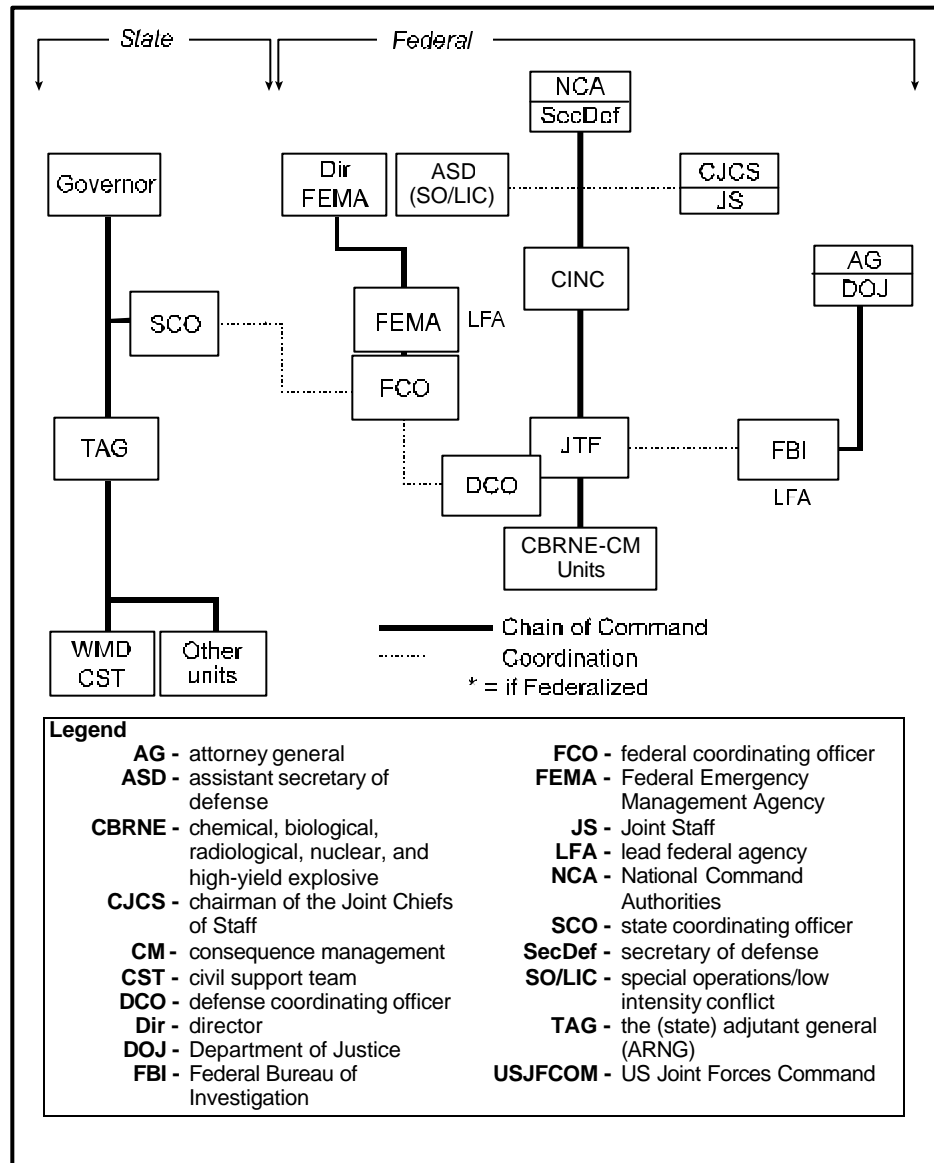 State
Federal
NCA
SecDef
Governor
Dir
FEMA
ASD
(SO/LIC)
CJCS
JS
CINC
AG
DOJ
SCO
FEMA
LFA
FCO
TAG
JTF
FBI
DCO
LFA
CBRNE-CM
Units
WMD
CST
Other
units
Chain of Command
Coordination
* = if Federalized
Legend
AG - attorney general
ASD - assistant secretary of
defense
CBRNE - chemical, biological,
radiological, nuclear, and
high-yield explosive
CJCS - chairman of the Joint Chiefs
of Staff
CM - consequence management
CST - civil support team
DCO - defense coordinating officer
Dir - director
DOJ - Department of Justice
FBI - Federal Bureau of
Investigation
FCO - federal coordinating officer
FEMA - Federal Emergency
Management Agency
JS - Joint Staff
LFA - lead federal agency
NCA - National Command
Authorities
SCO - state coordinating officer
SecDef - secretary of defense
SO/LIC - special operations/low
intensity conflict
TAG - the (state) adjutant general
(ARNG)
USJFCOM - US Joint Forces Command